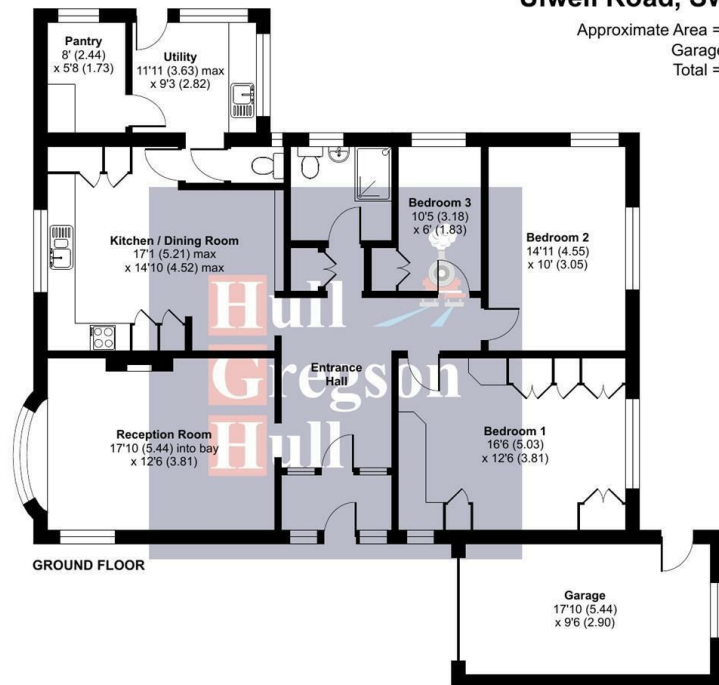 Approximate Area =
Garage
Total =
Pantry
8' (2.44)
x 5'8 (1.73)
Utility
11'11 (3.63) max
x 9'3 (2.82)
Kitchen / Dining Room
17'1 (5.21) max
x 14'10 (4.52) max
Bedroom 3
10'5 (3.18)
x 6' (1.83)
Bedroom 2
14'11 (4.55)
x 10' (3.05)
Hull
Gregson
Hull
Entrance
Hall
Reception Room
17'10 (5.44) into bay
x 12'6 (3.81)
Bedroom 1
16'6 (5.03)
x 12'6 (3.81)
GROUND FLOOR
Garage
17'10 (5.44)
x 9'6 (2.90)